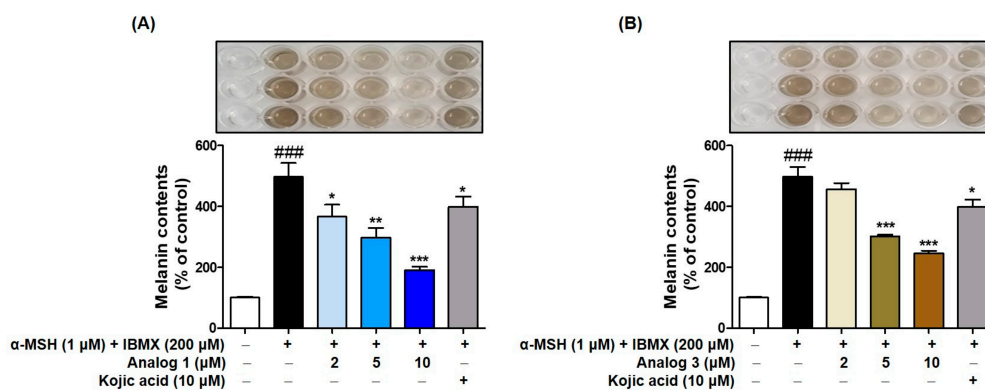 (A)
###
*
**
***
*
600
400
200
0
Melanin contents
(% of control)
α-MSH (1 μM) + IBMX (200 μM) – + + + + +
Analog 1 (μM) – – 2 5 10 –
Kojic acid (10 μM) – – – – – +
(B)
###
***
***
*
600
400
200
0
Melanin contents
(% of control)
α-MSH (1 μM) + IBMX (200 μM) – + + + + +
Analog 3 (μM) – – 2 5 10 –
Kojic acid (10 μM) – – – – – +